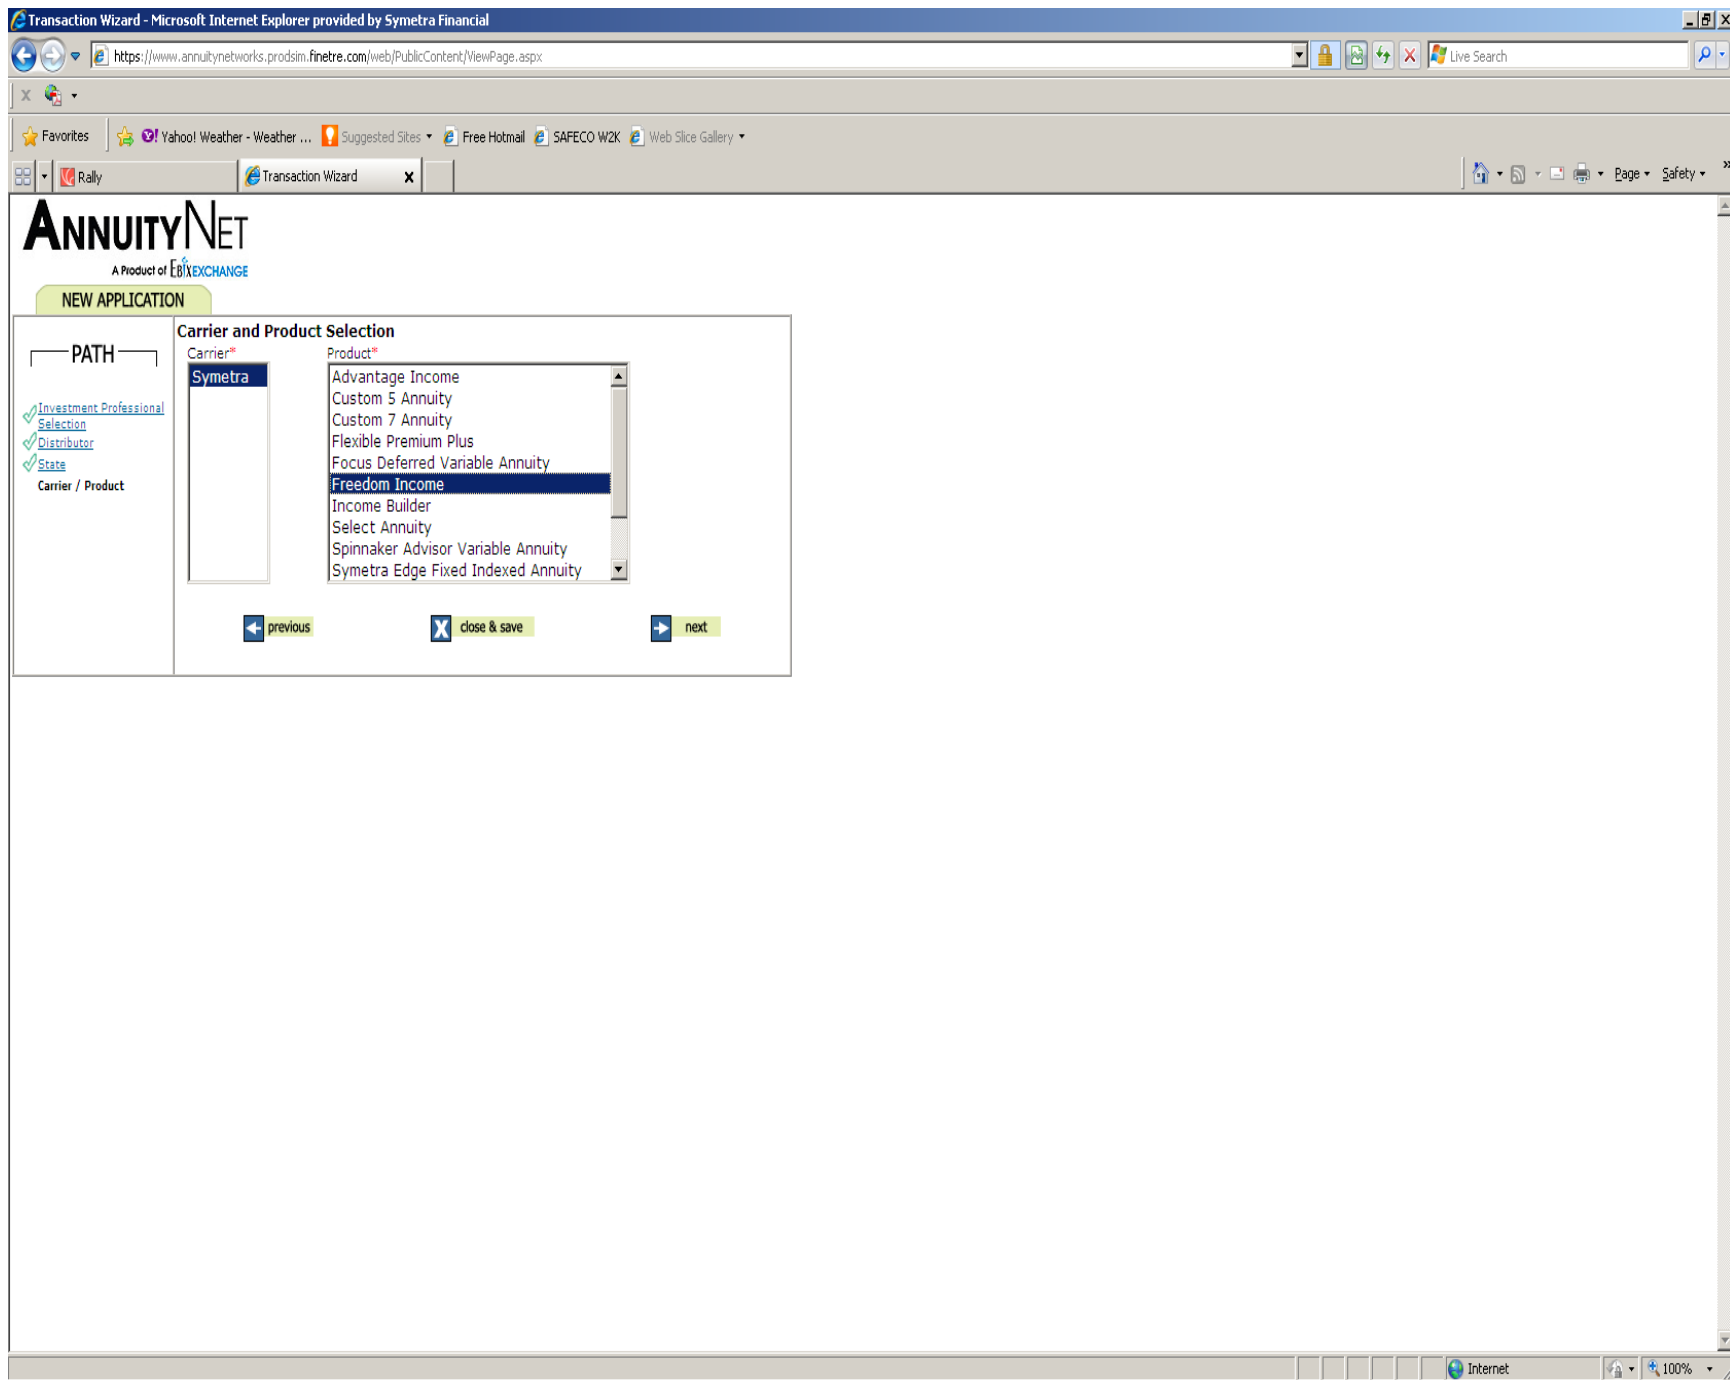 Transaction Wizard - Microsoft Internet Explorer provided by Symetra Financial
https://www.annuitynetworks.prodsim.finetre.com/web/PublicContent/ViewPage.aspx
Live Search
Favorites Yahoo! Weather - Weather ... Suggested Sites Free Hotmail SAFECO W2K Web Slice Gallery
Rally Transaction Wizard Page Safety
ANNUITYNET
A Product of EBIXEXCHANGE
NEW APPLICATION
PATH
Investment Professional
Selection
Distributor
State
Carrier / Product
Carrier and Product Selection
Carrier* Product*
Symetra
Advantage Income
Custom 5 Annuity
Custom 7 Annuity
Flexible Premium Plus
Focus Deferred Variable Annuity
Freedom Income
Income Builder
Select Annuity
Spinnaker Advisor Variable Annuity
Symetra Edge Fixed Indexed Annuity
previous close & save next
Internet 100%